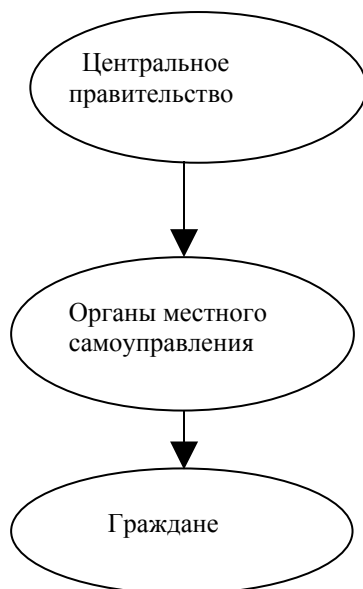 Центральное
правительство
Органы местного
самоуправления
Граждане